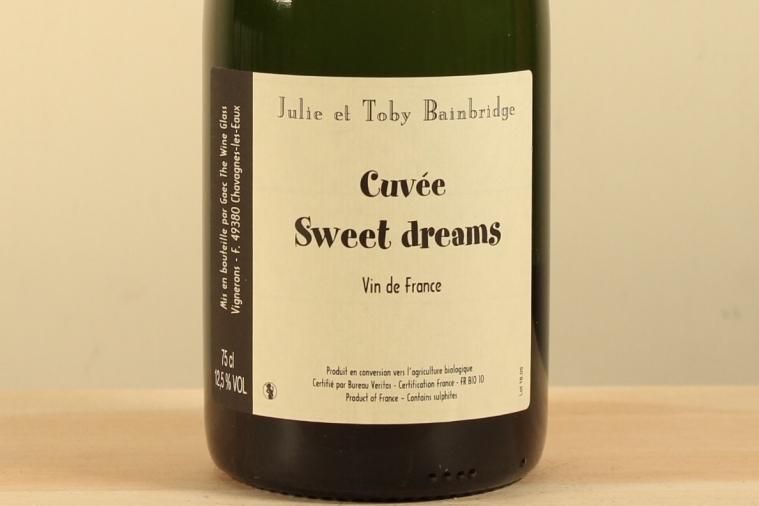 Julie et Toby Bainbridge
Cuvée
Sweet dreams
Vin de France
Produit en conversion vers l'agriculture biologique
Certifié par Bureau Veritas - Certification France - FR BIO 10
Product of France - Contains sulphites
Mis en bouteille par Gaec The Wine Glass
Vignerons - F. 49380 Chavagnes-les-Eaux
75 cl
12,5 % VOL